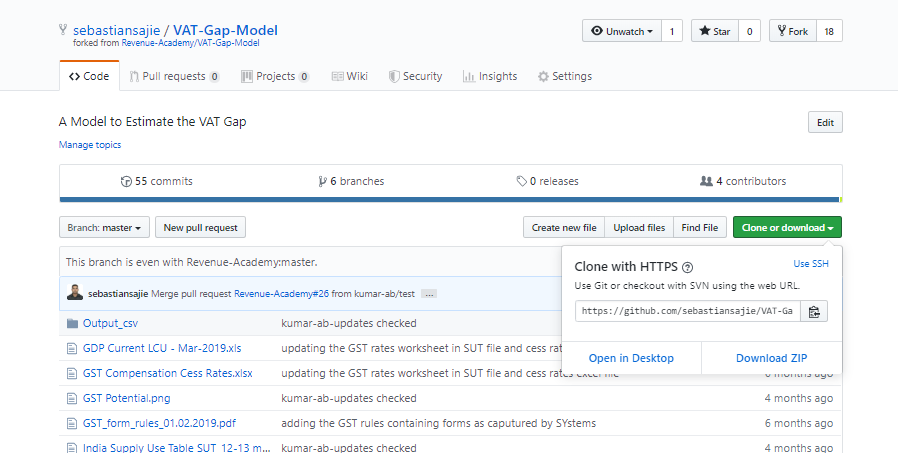 sebastiansajie / VAT-Gap-Model
forked from Revenue-Academy/VAT-Gap-Model
Unwatch 1
Star 0
Fork 18
Code
Pull requests 0
Projects 0
Wiki
Security
Insights
Settings
A Model to Estimate the VAT Gap
Edit
Manage topics
55 commits
6 branches
0 releases
4 contributors
Branch: master
New pull request
Create new file
Upload files
Find File
Clone or download
This branch is even with Revenue-Academy:master.
sebastiansajie Merge pull request Revenue-Academy#26 from kumar-ab/test ...
Clone with HTTPS
Use SSH
Use Git or checkout with SVN using the web URL.
https://github.com/sebastiansajie/VAT-Ga
Open in Desktop
Download ZIP
Output_csv kumar-ab-updates checked
GDP Current LCU - Mar-2019.xls updating the GST rates worksheet in SUT file and cess ra
GST Compensation Cess Rates.xlsx updating the GST rates worksheet in SUT file and cess rates excel file 6 months ago
GST Potential.png kumar-ab-updates checked 4 months ago
GST_form_rules_01.02.2019.pdf adding the GST rules containing forms as caputured by SYstems 6 months ago
India Supply Use Table SUT_12-13 m... kumar-ab-updates checked 4 months ago